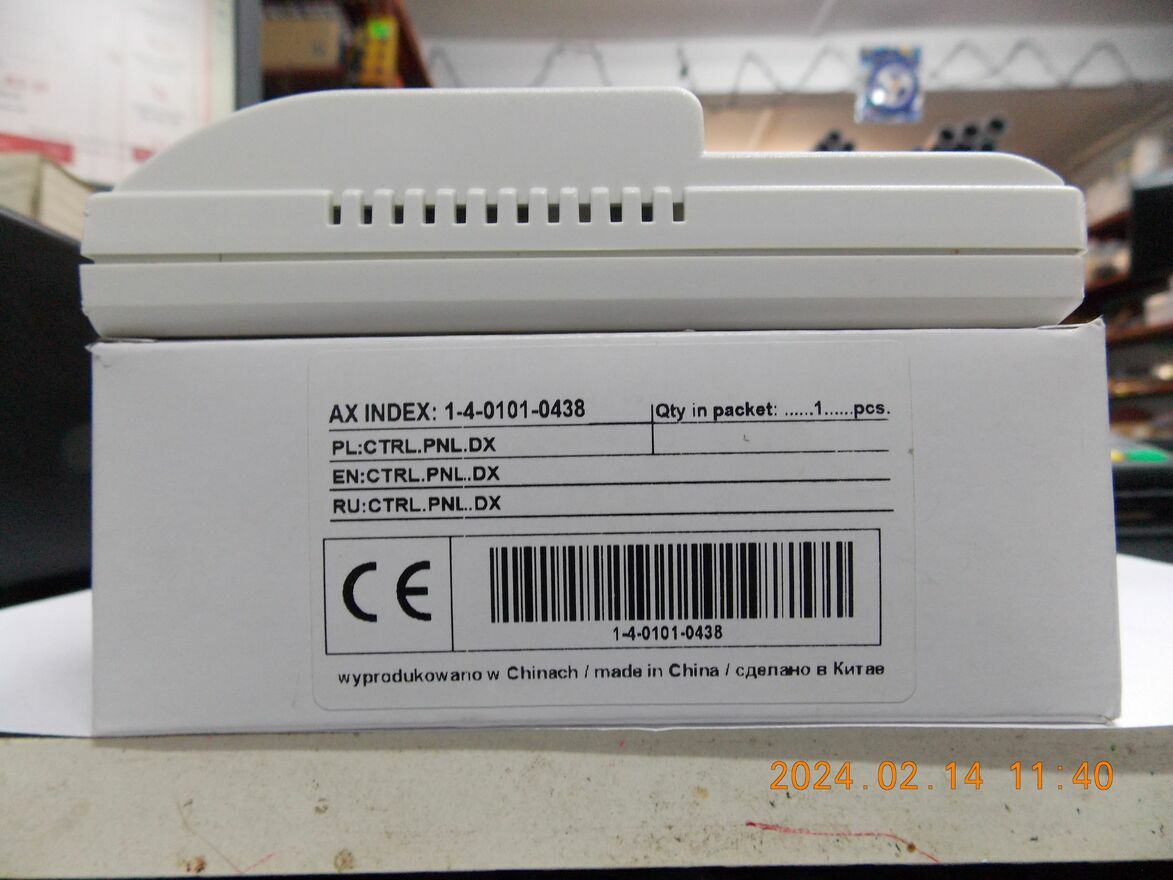 AX INDEX: 1-4-0101-0438
Qty in packet: ......1......pcs.
PL:CTRL.PNL.DX
EN:CTRL.PNL.DX
RU:CTRL.PNL.DX
CE
1-4-0101-0438
wyprodukowano w Chinach / made in China / сделано в Китае
2024.02.14 11:40